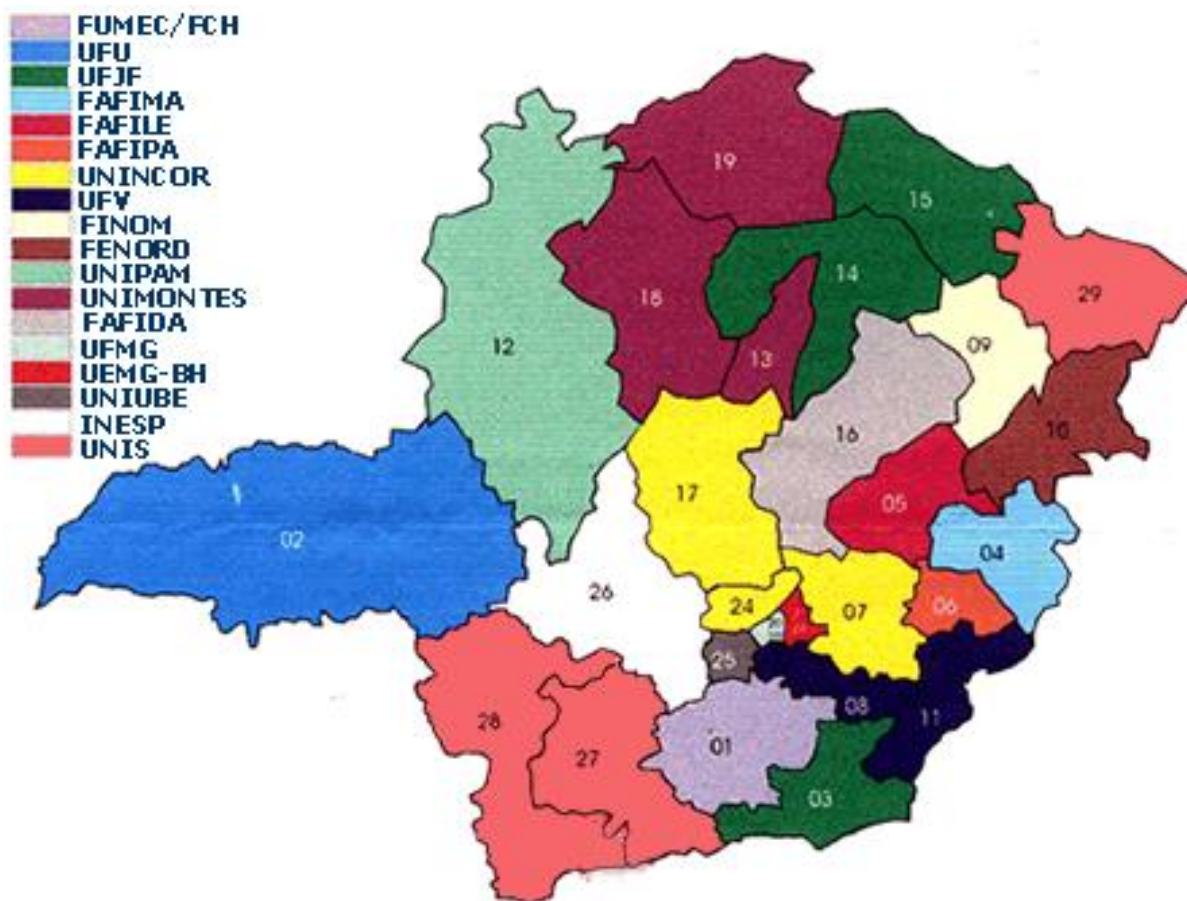 FUMEC/FCH
UFU
UFJF
FAFIMA
FAFILE
FAFIPA
UNINCOR
UFV
FINOM
FENORD
UNIPAM
UNIMONTES
FAFIDA
UFMG
UEMG-BH
UNIUBE
INESP
UNIS
19
15
14
18
29
13
12
09
16
10
17
05
02
04
26
24
07
06
25
08
11
28
01
27
03